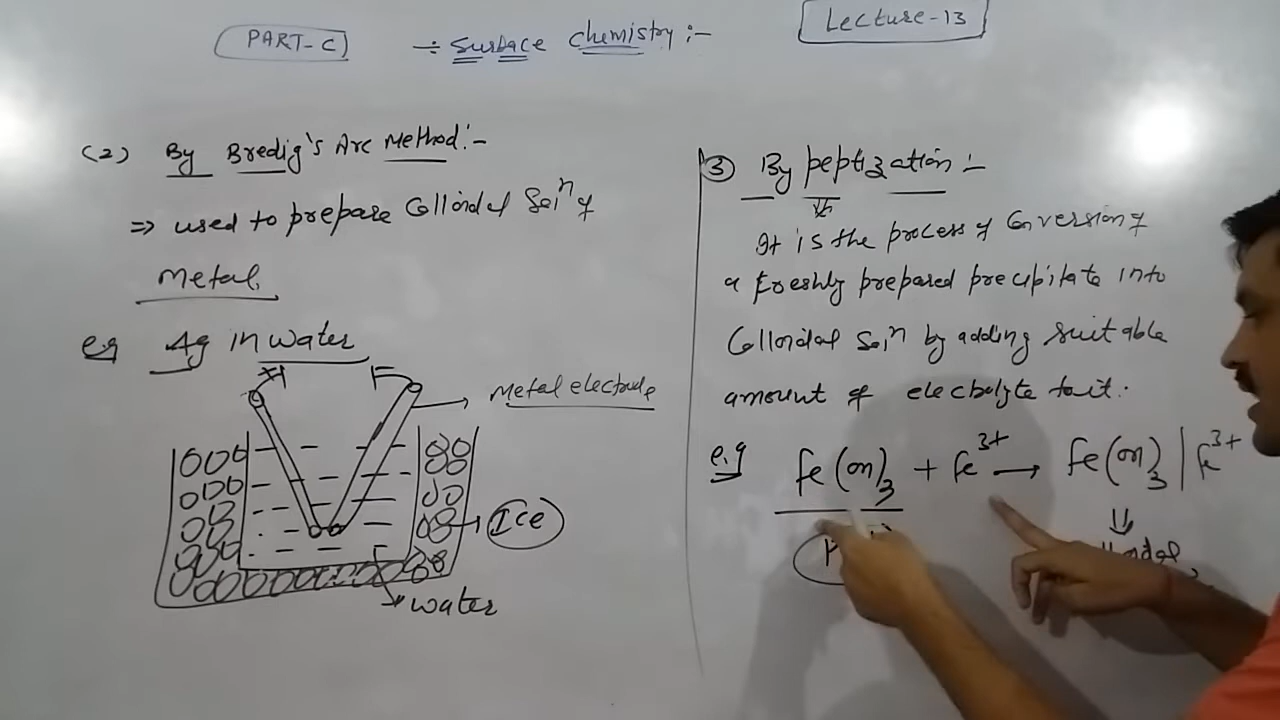 PART-C
÷ Surface Chemistry :-
Lecture-13
(2) By Bredig's Arc Method:-
⇒ used to prepare Colloidal Solⁿ of
Metal.
eg Ag in water
Metal electrode
Ice
water
③ By peptization :-
It is the process of Conversion of
a freshly prepared precipitate into
Colloidal Solⁿ by adding suitable
amount of electrolyte to it.
e.g Fe(OH)₃ + Fe³⁺ → Fe(OH)₃ | Fe³⁺